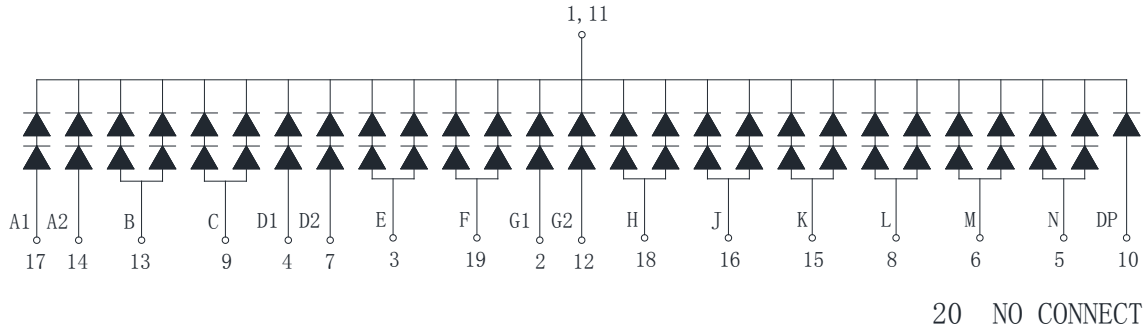 1, 11
A1 A2 B C D1 D2 E F G1 G2 H J K L M N DP
17 14 13 9 4 7 3 19 2 12 18 16 15 8 6 5 10
20 NO CONNECT